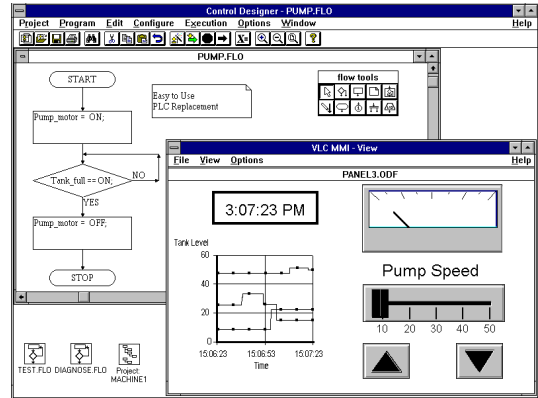 Control Designer - PUMP.FLO
Project Program Edit Configure Execution Options Window Help
X=
?
PUMP.FLO
START
Easy to Use
PLC Replacement
flow tools
Pump_motor = ON;
Tank_full == ON;
NO
YES
Pump_motor = OFF;
STOP
VLC MMI - View
File View Options Help
PANEL3.ODF
3:07:23 PM
Tank Level
60
40
20
0
15:06:23 15:06:53 15:07:23
Time
Pump Speed
10 20 30 40 50
TEST.FLO DIAGNOSE.FLO Project:
MACHINE1